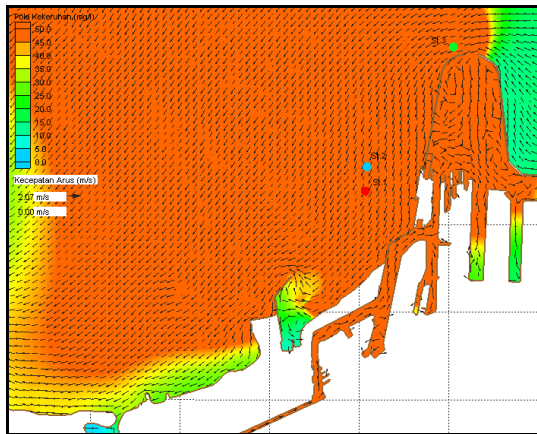 Pola Kekeruhan (mg/l)
50.0
45.0
40.0
35.0
30.0
25.0
20.0
15.0
10.0
5.0
0.0
Kecepatan Arus (m/s)
2.07 m/s
0.00 m/s
St.3
St.2
St.1